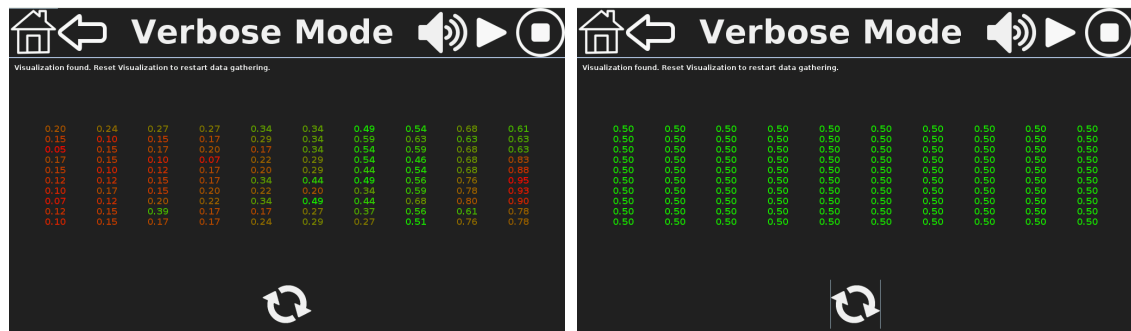 Verbose Mode
Visualization found. Reset Visualization to restart data gathering.
0.20 0.24 0.27 0.27 0.34 0.34 0.49 0.54 0.68 0.61
0.15 0.10 0.15 0.17 0.29 0.34 0.59 0.63 0.63 0.63
0.05 0.15 0.17 0.20 0.17 0.34 0.54 0.59 0.68 0.63
0.17 0.15 0.10 0.07 0.22 0.29 0.54 0.46 0.68 0.83
0.15 0.10 0.12 0.17 0.20 0.29 0.44 0.54 0.68 0.88
0.12 0.12 0.15 0.17 0.34 0.44 0.49 0.56 0.76 0.95
0.10 0.17 0.15 0.20 0.22 0.20 0.34 0.59 0.78 0.93
0.07 0.12 0.20 0.22 0.34 0.49 0.44 0.68 0.80 0.90
0.12 0.15 0.39 0.17 0.17 0.27 0.37 0.56 0.61 0.78
0.10 0.15 0.17 0.17 0.24 0.29 0.27 0.51 0.76 0.78
Verbose Mode
Visualization found. Reset Visualization to restart data gathering.
0.50 0.50 0.50 0.50 0.50 0.50 0.50 0.50 0.50 0.50
0.50 0.50 0.50 0.50 0.50 0.50 0.50 0.50 0.50 0.50
0.50 0.50 0.50 0.50 0.50 0.50 0.50 0.50 0.50 0.50
0.50 0.50 0.50 0.50 0.50 0.50 0.50 0.50 0.50 0.50
0.50 0.50 0.50 0.50 0.50 0.50 0.50 0.50 0.50 0.50
0.50 0.50 0.50 0.50 0.50 0.50 0.50 0.50 0.50 0.50
0.50 0.50 0.50 0.50 0.50 0.50 0.50 0.50 0.50 0.50
0.50 0.50 0.50 0.50 0.50 0.50 0.50 0.50 0.50 0.50
0.50 0.50 0.50 0.50 0.50 0.50 0.50 0.50 0.50 0.50
0.50 0.50 0.50 0.50 0.50 0.50 0.50 0.50 0.50 0.50